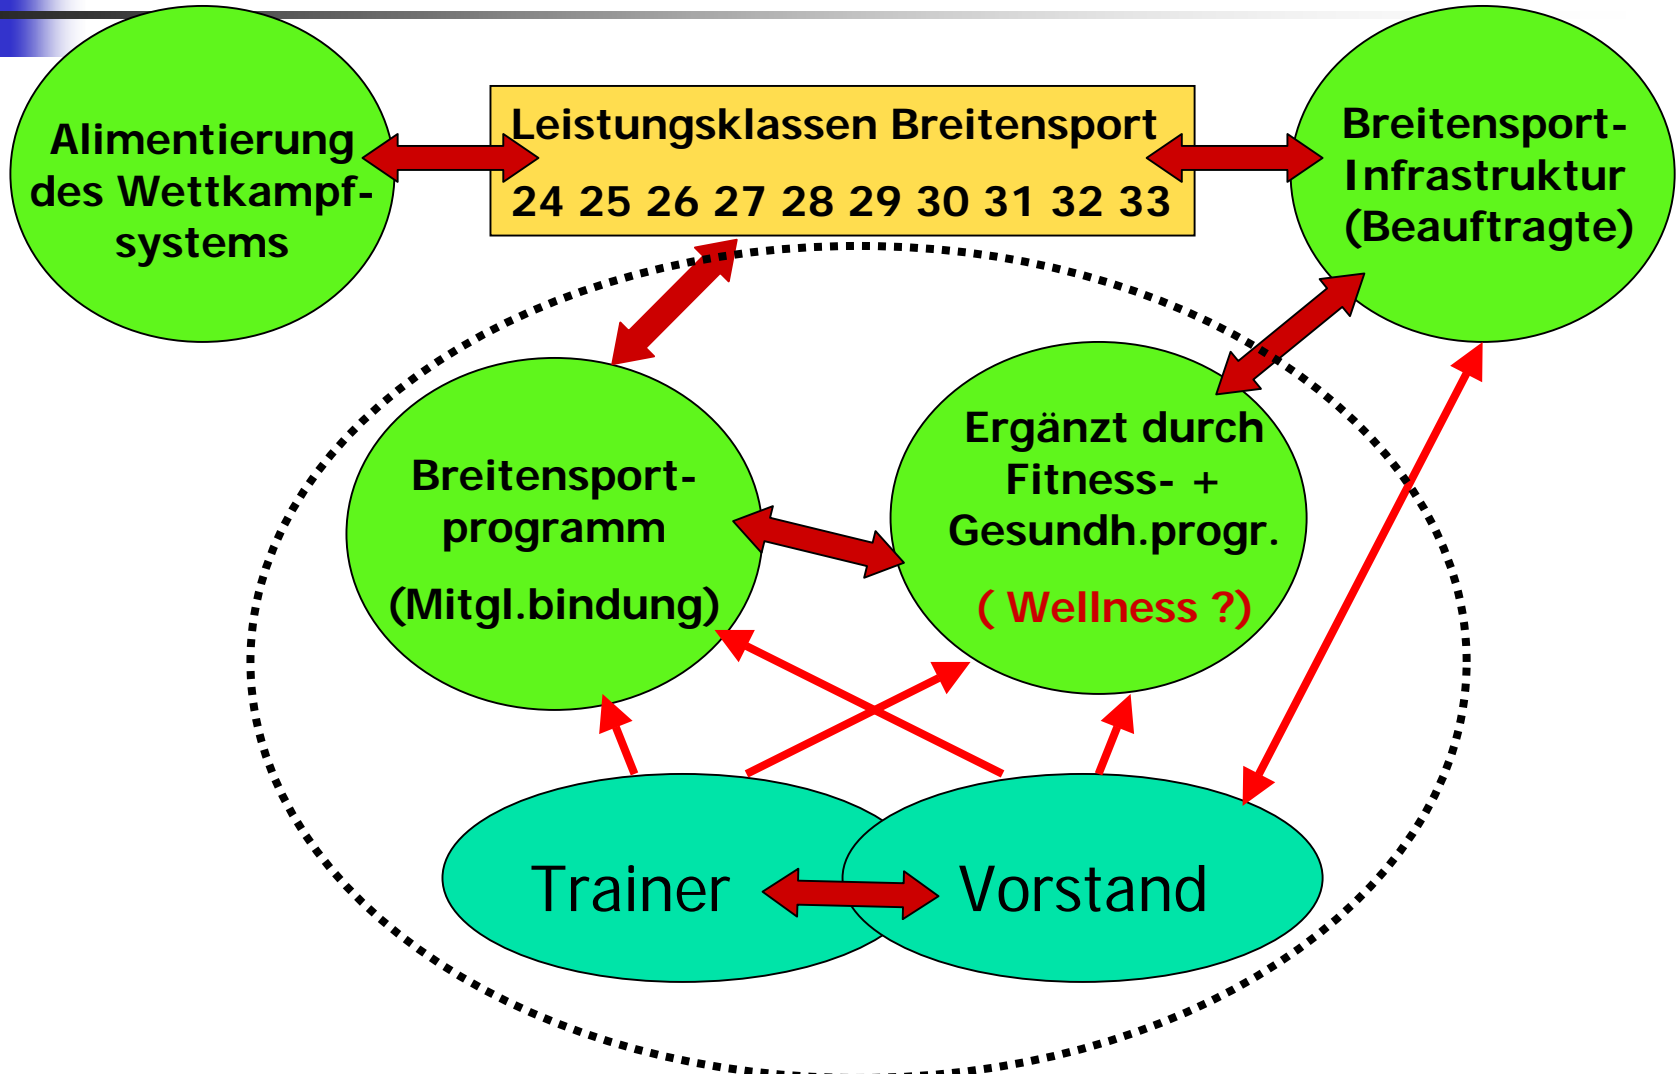 Alimentierung
des Wettkampf-
systems
Leistungsklassen Breitensport
24 25 26 27 28 29 30 31 32 33
Breitensport-
Infrastruktur
(Beauftragte)
Breitensport-
programm
(Mitgl.bindung)
Ergänzt durch
Fitness- +
Gesundh.progr.
( Wellness ?)
Trainer
Vorstand